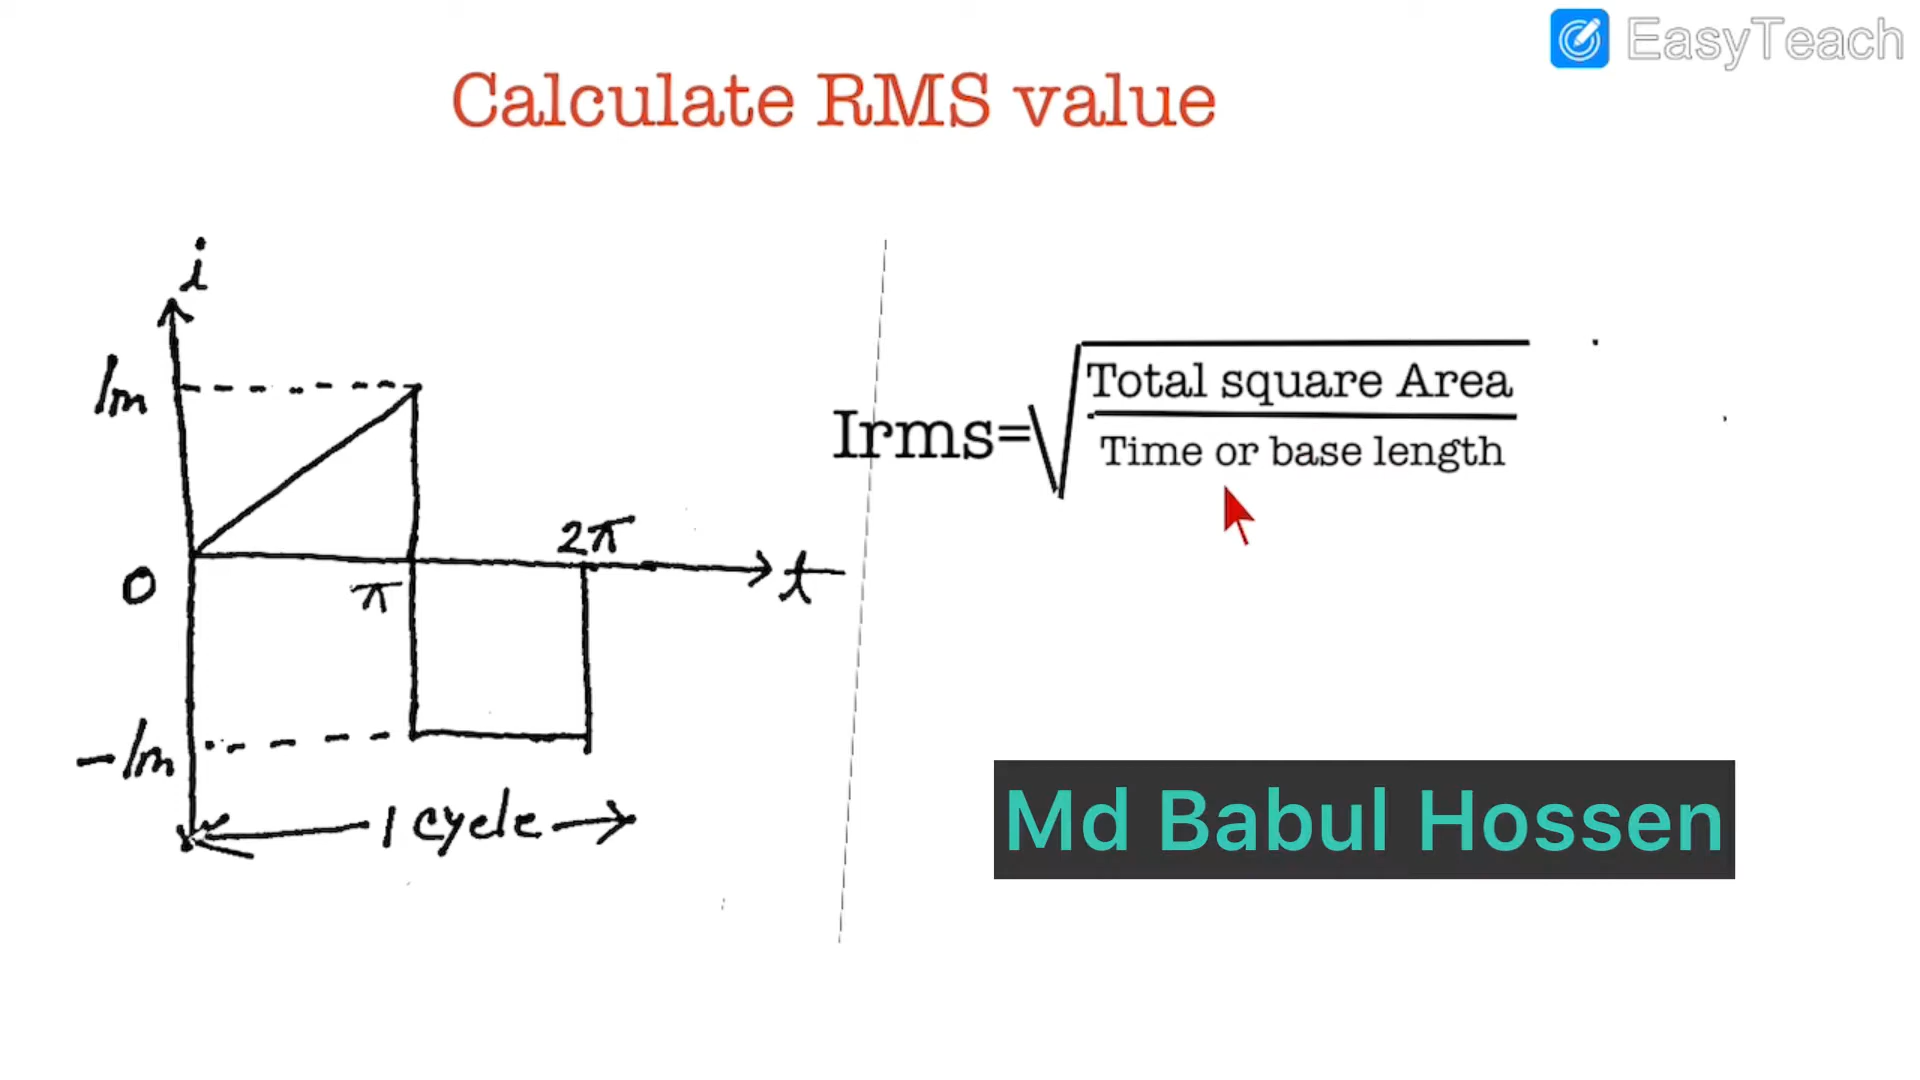 EasyTeach
Calculate RMS value
i
Im
0
π
2π
t
-Im
1 cycle
Irms=√
Total square Area
Time or base length
Md Babul Hossen